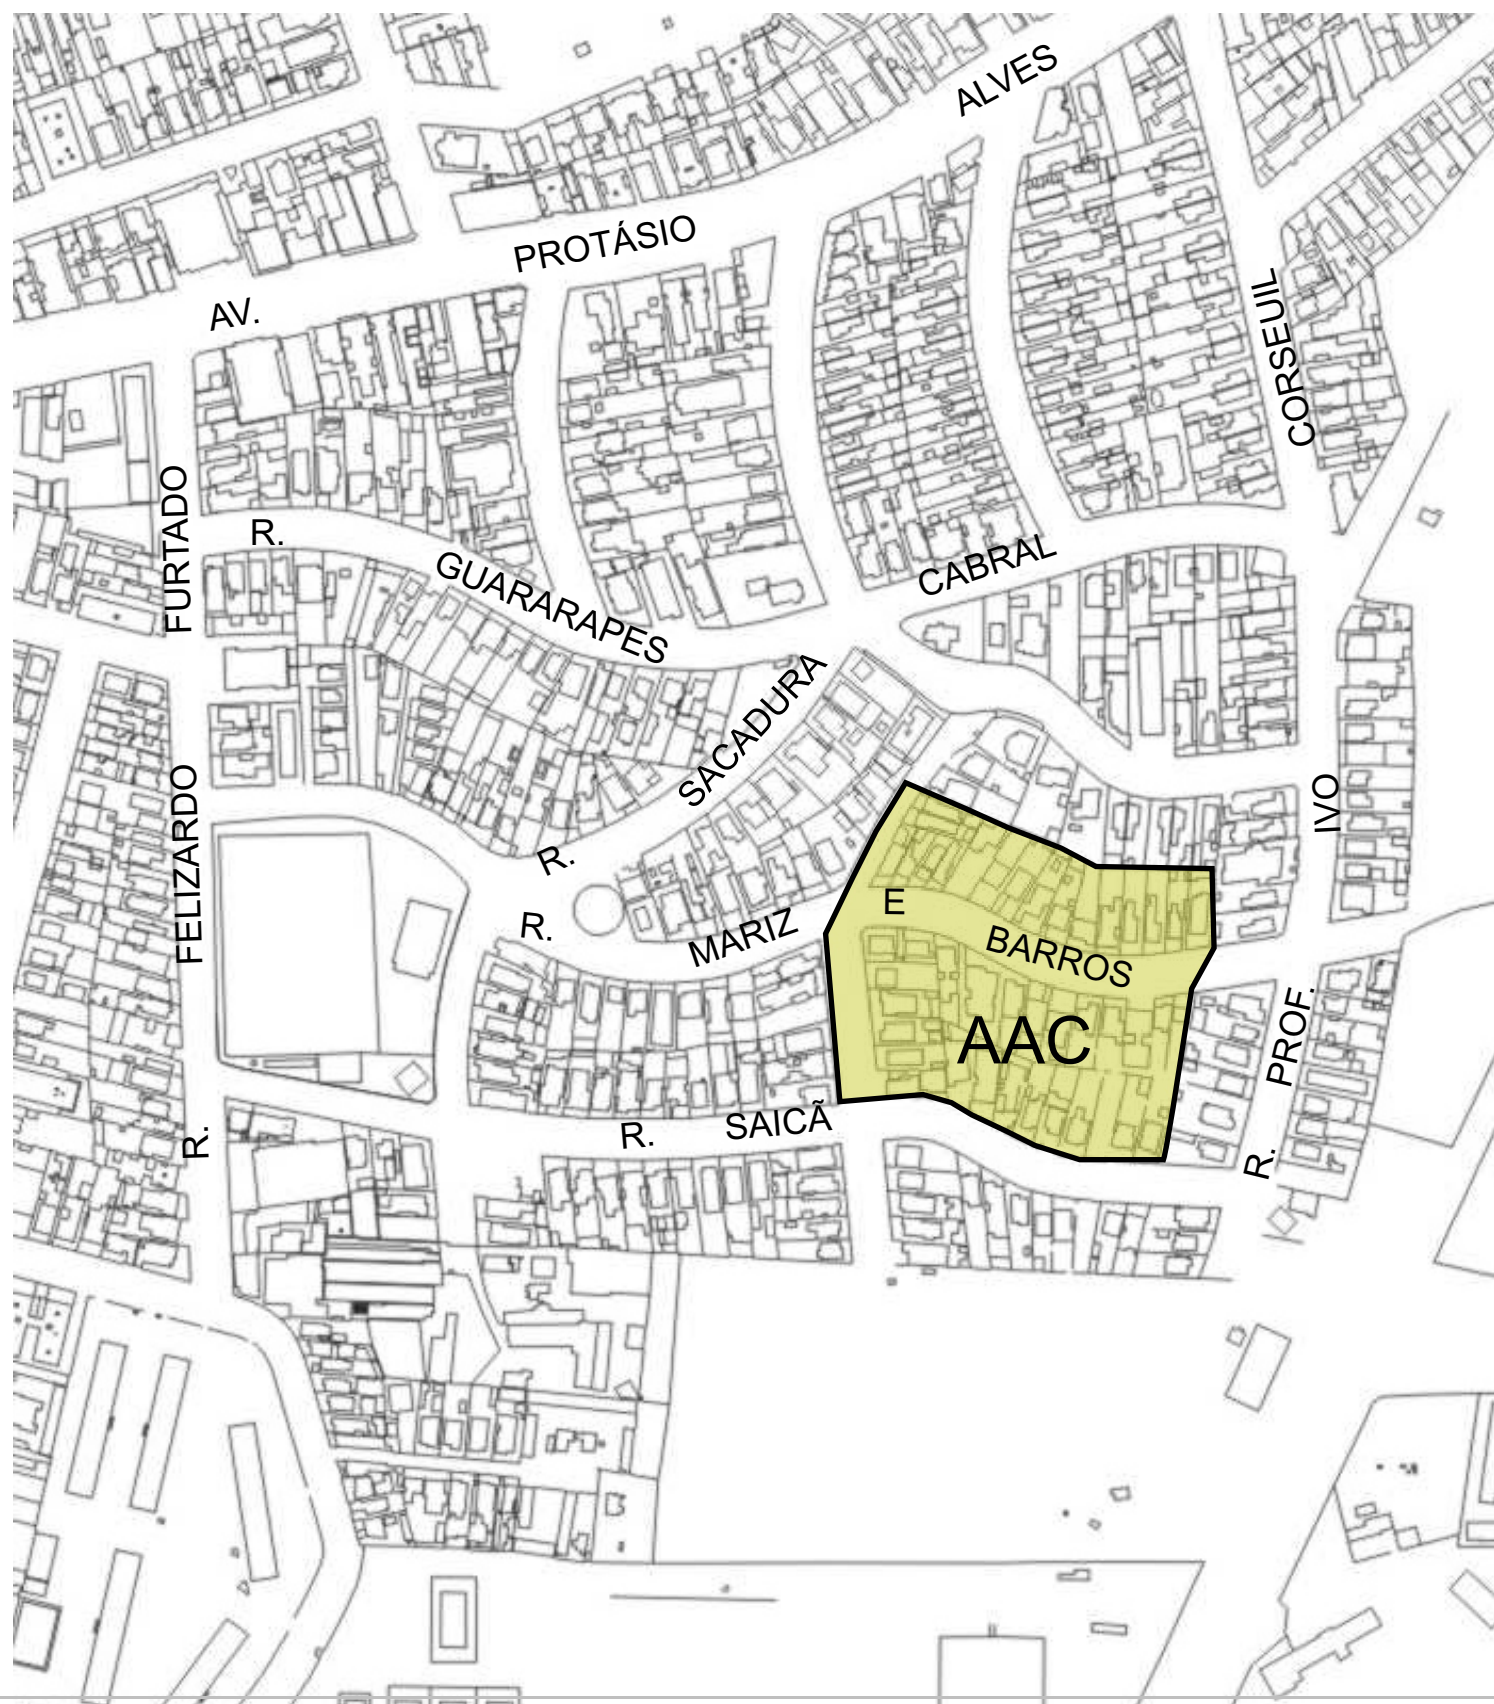 AV. PROTÁSIO ALVES
CORSEUIL
R. GUARARAPES
FURTADO
R. SACADURA CABRAL
FELIZARDO
IVO
R. MARIZ E BARROS
AAC
PROF.
R. SAICÃ
R.
R.